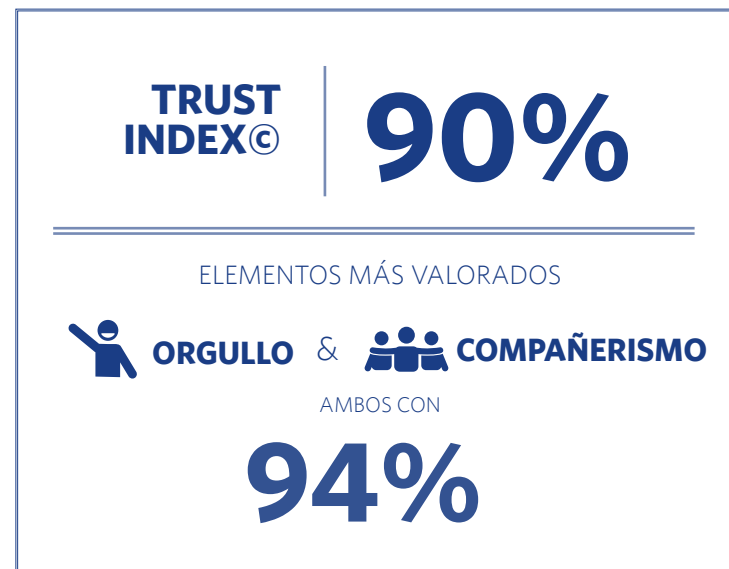 TRUST
INDEX©
90%
ELEMENTOS MÁS VALORADOS
ORGULLO & COMPAÑERISMO
AMBOS CON
94%